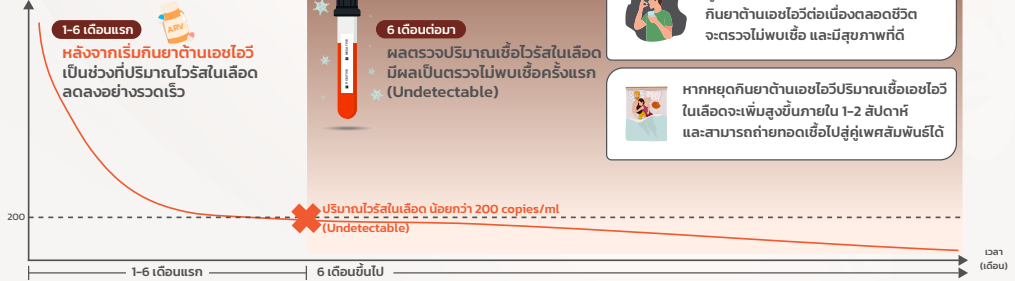 1-6 เดือนแรก
ARV
หลังจากเริ่มกินยาต้านเอชไอวี
เป็นช่วงที่ปริมาณไวรัสในเลือด
ลดลงอย่างรวดเร็ว
6 เดือนต่อมา
ผลตรวจปริมาณเชื้อไวรัสในเลือด
มีผลเป็นตรวจไม่พบเชื้อครั้งแรก
(Undetectable)
กินยาต้านเอชไอวีต่อเนื่องตลอดชีวิต
จะตรวจไม่พบเชื้อ และมีสุขภาพที่ดี
หากหยุดกินยาต้านเอชไอวีปริมาณเชื้อเอชไอวี
ในเลือดจะเพิ่มสูงขึ้นภายใน 1-2 สัปดาห์
และสามารถถ่ายทอดเชื้อไปสู่คู่เพศสัมพันธ์ได้
200
ปริมาณไวรัสในเลือด น้อยกว่า 200 copies/ml
(Undetectable)
เวลา
(เดือน)
1-6 เดือนแรก
6 เดือนขึ้นไป